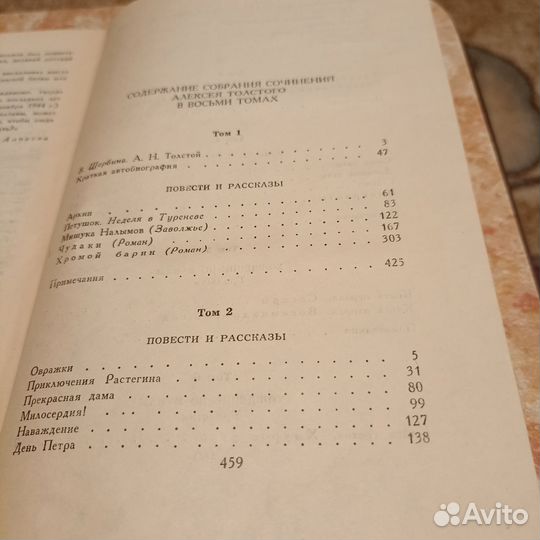 СОДЕРЖАНИЕ СОБРАНИЯ СОЧИНЕНИЙ
АЛЕКСЕЯ ТОЛСТОГО
В ВОСЬМИ ТОМАХ
Том 1
В. Щербина. А. Н. Толстой 3
Краткая автобиография 47
ПОВЕСТИ И РАССКАЗЫ
Архип 61
Петушок. Неделя в Туреневе 83
Мишука Налымов (Заволжье) 122
Чудаки (Роман) 167
Хромой барин (Роман) 303
Примечания 425
Том 2
ПОВЕСТИ И РАССКАЗЫ
Овражки 5
Приключения Растегина 31
Прекрасная дама 80
Милосердия! 99
Наваждение 127
День Петра 138
459
Avito